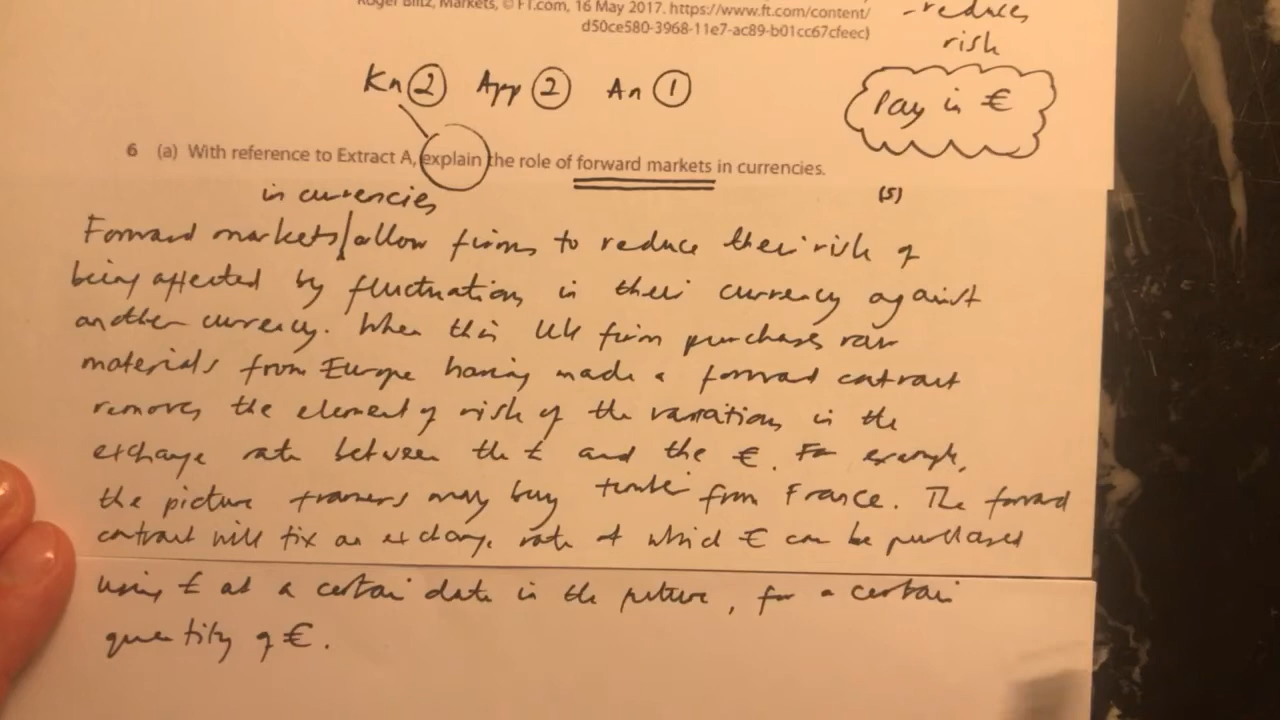 Roger Blitz, Markets, © FT.com, 16 May 2017. https://www.ft.com/content/
d50ce580-3968-11e7-ac89-b01cc67cfeec)
- reduces
risk
Pay in €
Kn 2 App 2 An 1
6 (a) With reference to Extract A, explain the role of forward markets in currencies.
(5)
in currencies
Forward markets/allow firms to reduce their risk of
being affected by fluctuations in their currency against
another currency. When this UK firm purchases raw
materials from Europe having made a forward contract
removes the element of risk of the variations in the
exchange rate between the £ and the €. For example,
the picture framers may buy timber from France. The forward
contract will fix an exchange rate at which € can be purchased
using £ at a certain date in the future, for a certain
quantity of €.